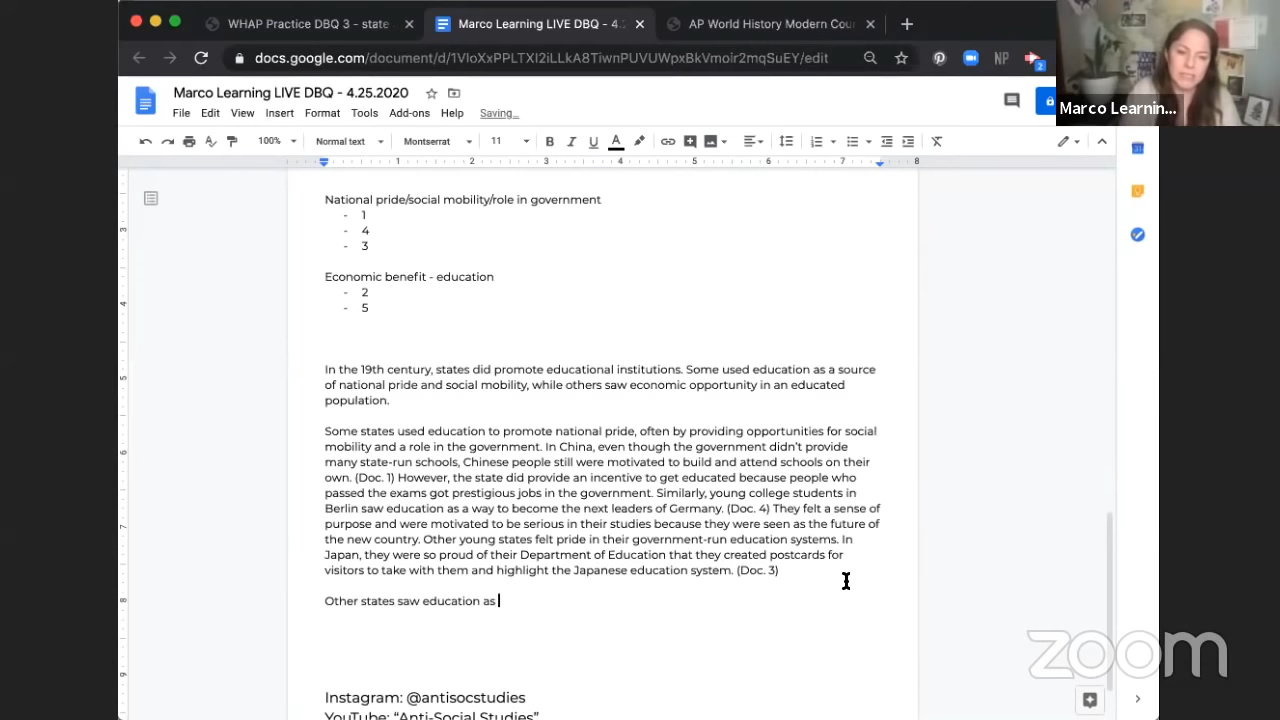 WHAP Practice DBQ 3 - state
Marco Learning LIVE DBQ - 4.2
AP World History Modern Cou
docs.google.com/document/d/1VIoXxPPLTXI2iLLkA8TiwnPUVUWpxBkVmoir2mqSuEY/edit
NP
2
Marco Learnin...
Marco Learning LIVE DBQ - 4.25.2020
File Edit View Insert Format Tools Add-ons Help Saving...
100% Normal text Montserrat 11 B I U A
1 2 3 4 5 6 7 8
National pride/social mobility/role in government
- 1
- 4
- 3
Economic benefit - education
- 2
- 5
In the 19th century, states did promote educational institutions. Some used education as a source
of national pride and social mobility, while others saw economic opportunity in an educated
population.
Some states used education to promote national pride, often by providing opportunities for social
mobility and a role in the government. In China, even though the government didn't provide
many state-run schools, Chinese people still were motivated to build and attend schools on their
own. (Doc. 1) However, the state did provide an incentive to get educated because people who
passed the exams got prestigious jobs in the government. Similarly, young college students in
Berlin saw education as a way to become the next leaders of Germany. (Doc. 4) They felt a sense of
purpose and were motivated to be serious in their studies because they were seen as the future of
the new country. Other young states felt pride in their government-run education systems. In
Japan, they were so proud of their Department of Education that they created postcards for
visitors to take with them and highlight the Japanese education system. (Doc. 3)
Other states saw education as
Instagram: @antisocstudies
YouTube: "Anti-Social Studies"
zoom